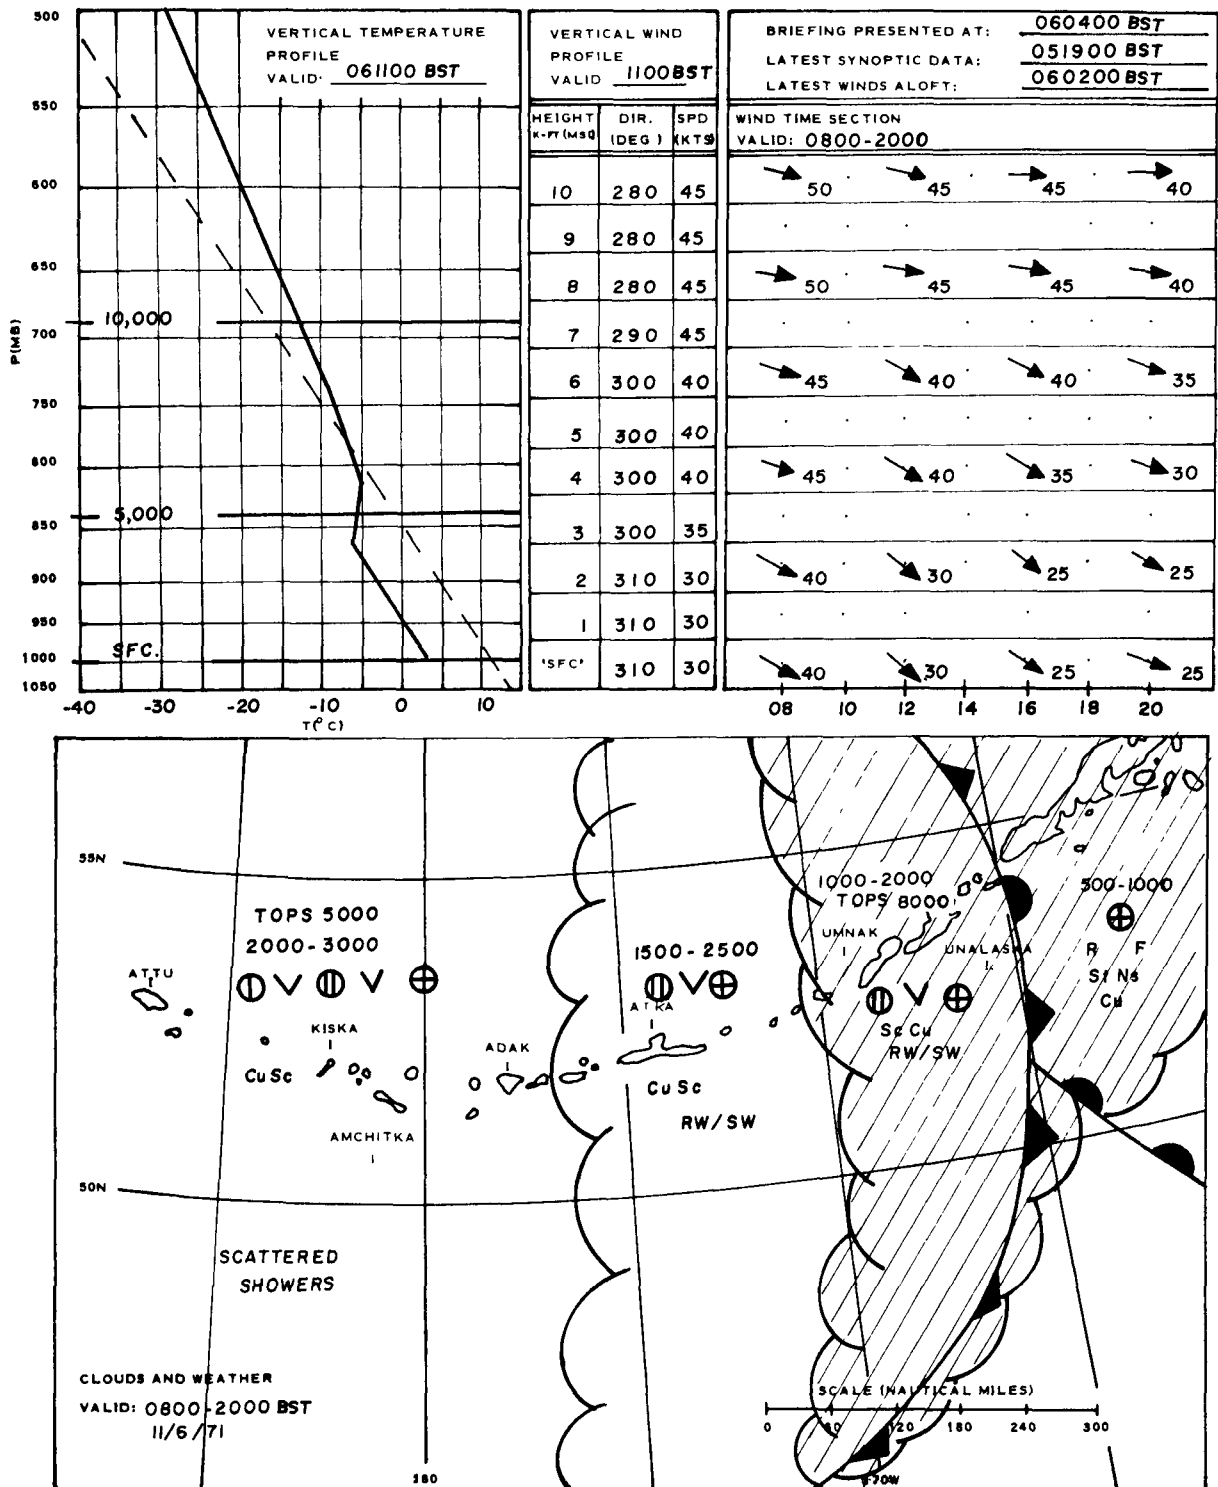 VERTICAL TEMPERATURE
PROFILE
VALID: 061100 BST
500
550
600
650
700
750
800
850
900
950
1000
1050
P(MB)
10,000
5,000
SFC.
-40 -30 -20 -10 0 10
T(°C)
VERTICAL WIND
PROFILE
VALID 1100 BST
HEIGHT DIR. SPD
K-FT(MSL) (DEG) (KTS)
10 280 45
9 280 45
8 280 45
7 290 45
6 300 40
5 300 40
4 300 40
3 300 35
2 310 30
1 310 30
'SFC' 310 30
BRIEFING PRESENTED AT: 060400 BST
LATEST SYNOPTIC DATA: 051900 BST
LATEST WINDS ALOFT: 060200 BST
WIND TIME SECTION
VALID: 0800-2000
50 45 45 40
50 45 45 40
45 40 40 35
45 40 35 30
40 30 25 25
40 30 25 25
08 10 12 14 16 18 20
55N
50N
TOPS 5000
2000-3000
V V
ATTU
KISKA
CuSc
AMCHITKA
ADAK
1500-2500
V
ATKA
CuSc
RW/SW
1000-2000
TOPS 8000
UMNAK
UNALASKA
V
ScCu
RW/SW
500-1000
R F
St Ns
Cu
SCATTERED
SHOWERS
CLOUDS AND WEATHER
VALID: 0800-2000 BST
11/6/71
180
170W
SCALE (NAUTICAL MILES)
0 60 120 180 240 300